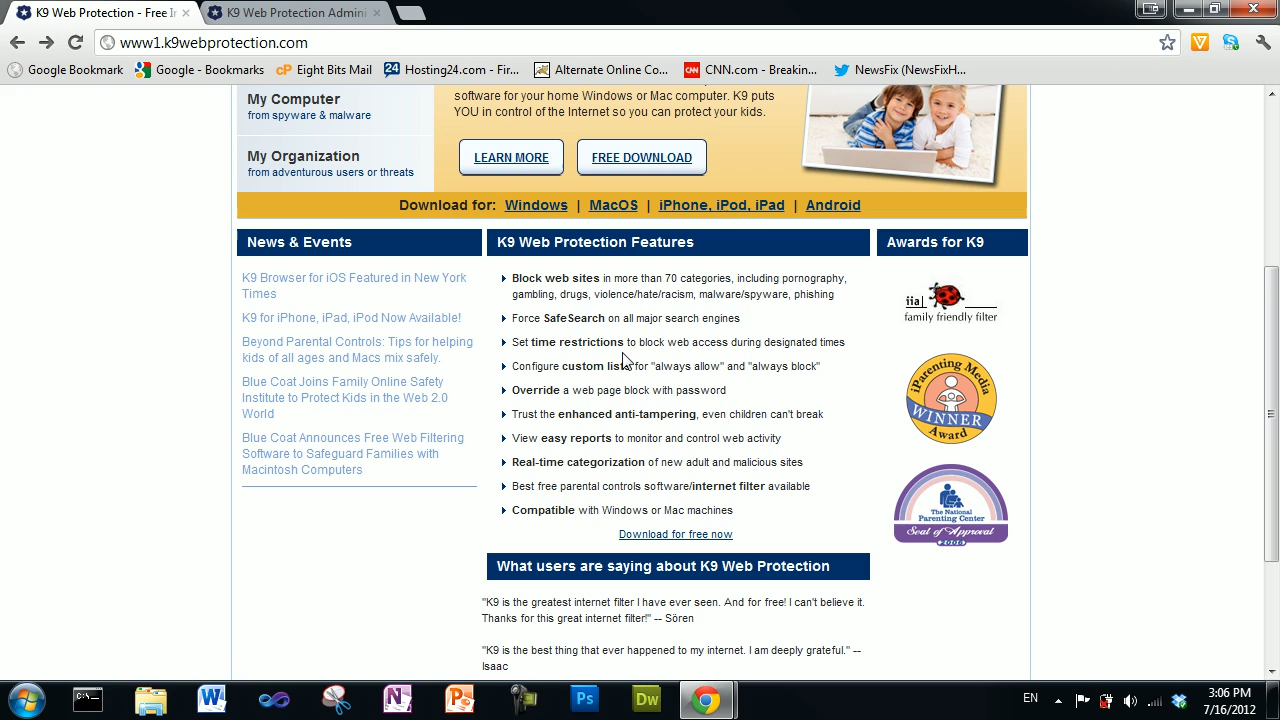 K9 Web Protection - Free In
K9 Web Protection Admini
www1.k9webprotection.com
Google Bookmark
Google - Bookmarks
Eight Bits Mail
Hosting24.com - Fir...
Alternate Online Co...
CNN.com - Breakin...
NewsFix (NewsFixH...
My Computer
from spyware & malware
My Organization
from adventurous users or threats
software for your home Windows or Mac computer. K9 puts
YOU in control of the Internet so you can protect your kids.
LEARN MORE
FREE DOWNLOAD
Download for: Windows | MacOS | iPhone, iPod, iPad | Android
News & Events
K9 Browser for iOS Featured in New York
Times
K9 for iPhone, iPad, iPod Now Available!
Beyond Parental Controls: Tips for helping
kids of all ages and Macs mix safely.
Blue Coat Joins Family Online Safety
Institute to Protect Kids in the Web 2.0
World
Blue Coat Announces Free Web Filtering
Software to Safeguard Families with
Macintosh Computers
K9 Web Protection Features
Block web sites in more than 70 categories, including pornography,
gambling, drugs, violence/hate/racism, malware/spyware, phishing
Force SafeSearch on all major search engines
Set time restrictions to block web access during designated times
Configure custom lists for "always allow" and "always block"
Override a web page block with password
Trust the enhanced anti-tampering, even children can't break
View easy reports to monitor and control web activity
Real-time categorization of new adult and malicious sites
Best free parental controls software/internet filter available
Compatible with Windows or Mac machines
Download for free now
What users are saying about K9 Web Protection
"K9 is the greatest internet filter I have ever seen. And for free! I can't believe it.
Thanks for this great internet filter!" -- Sören
"K9 is the best thing that ever happened to my internet. I am deeply grateful." --
Isaac
Awards for K9
iia
family friendly filter
iParenting Media
WINNER
Award
The National
Parenting Center
Seal of Approval
2006
EN
3:06 PM
7/16/2012